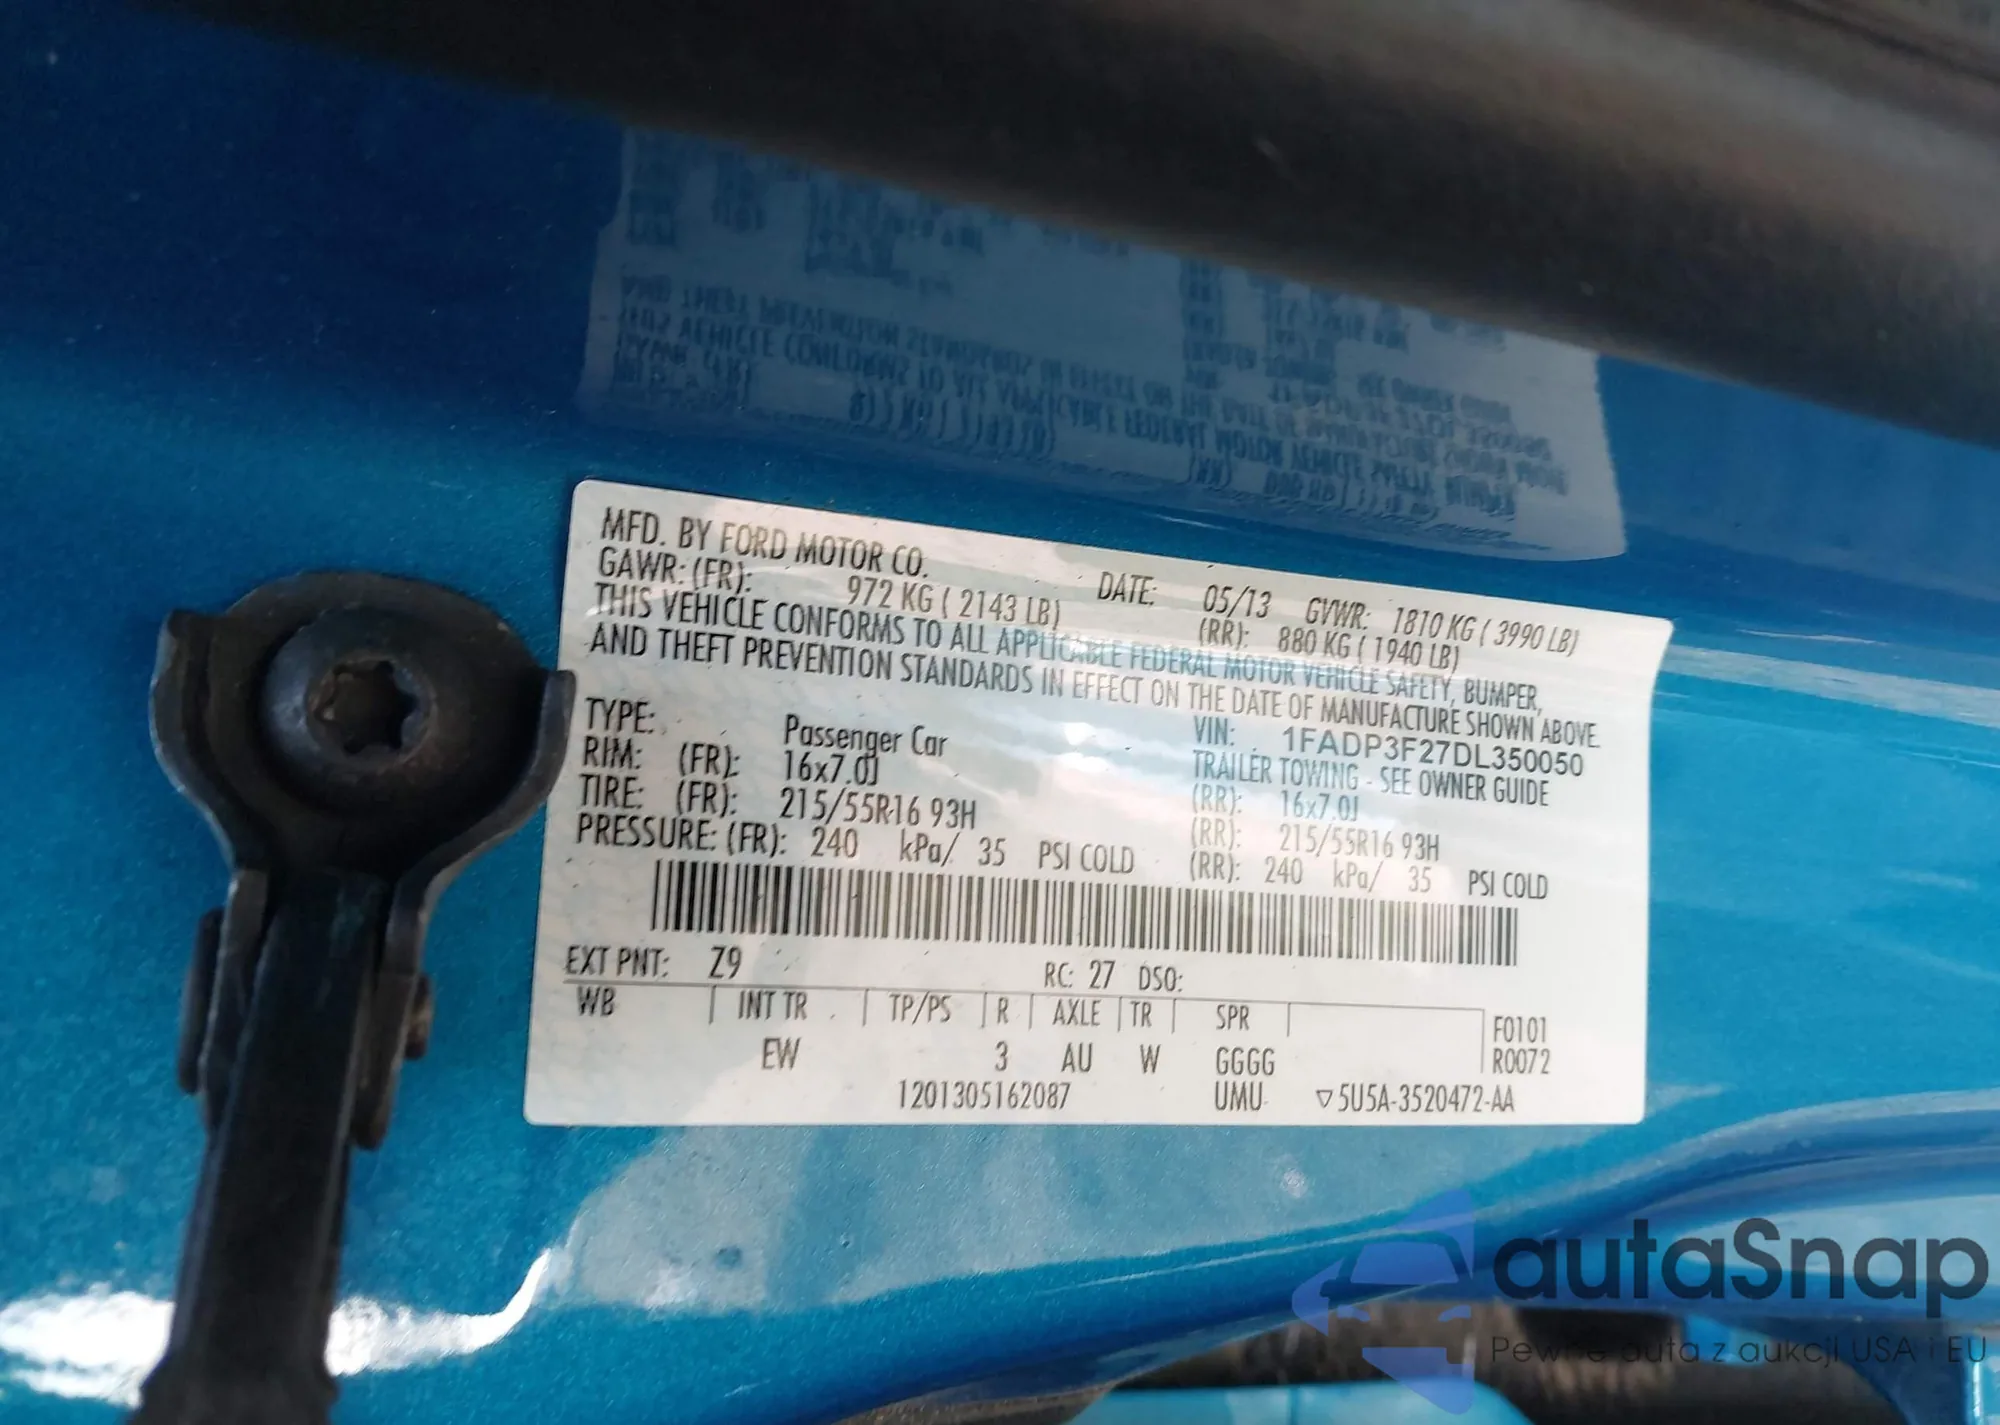 MFD. BY FORD MOTOR CO. DATE: 05/13 GVWR: 1810 KG ( 3990 LB)
GAWR: (FR): 972 KG ( 2143 LB) (RR): 880 KG ( 1940 LB)
THIS VEHICLE CONFORMS TO ALL APPLICABLE FEDERAL MOTOR VEHICLE SAFETY, BUMPER,
AND THEFT PREVENTION STANDARDS IN EFFECT ON THE DATE OF MANUFACTURE SHOWN ABOVE.
TYPE: Passenger Car VIN: 1FADP3F27DL350050
TRAILER TOWING - SEE OWNER GUIDE
RIM: (FR): 16x7.0J (RR): 16x7.0J
TIRE: (FR): 215/55R16 93H (RR): 215/55R16 93H
PRESSURE: (FR): 240 kPa/ 35 PSI COLD (RR): 240 kPa/ 35 PSI COLD
EXT PNT: Z9 RC: 27 DSO:
WB INT TR TP/PS R AXLE TR SPR F0101
EW 3 AU W GGGG R0072
1201305162087 UMU ▽5U5A-3520472-AA
autaSnap
Pewne auta z aukcji USA i EU